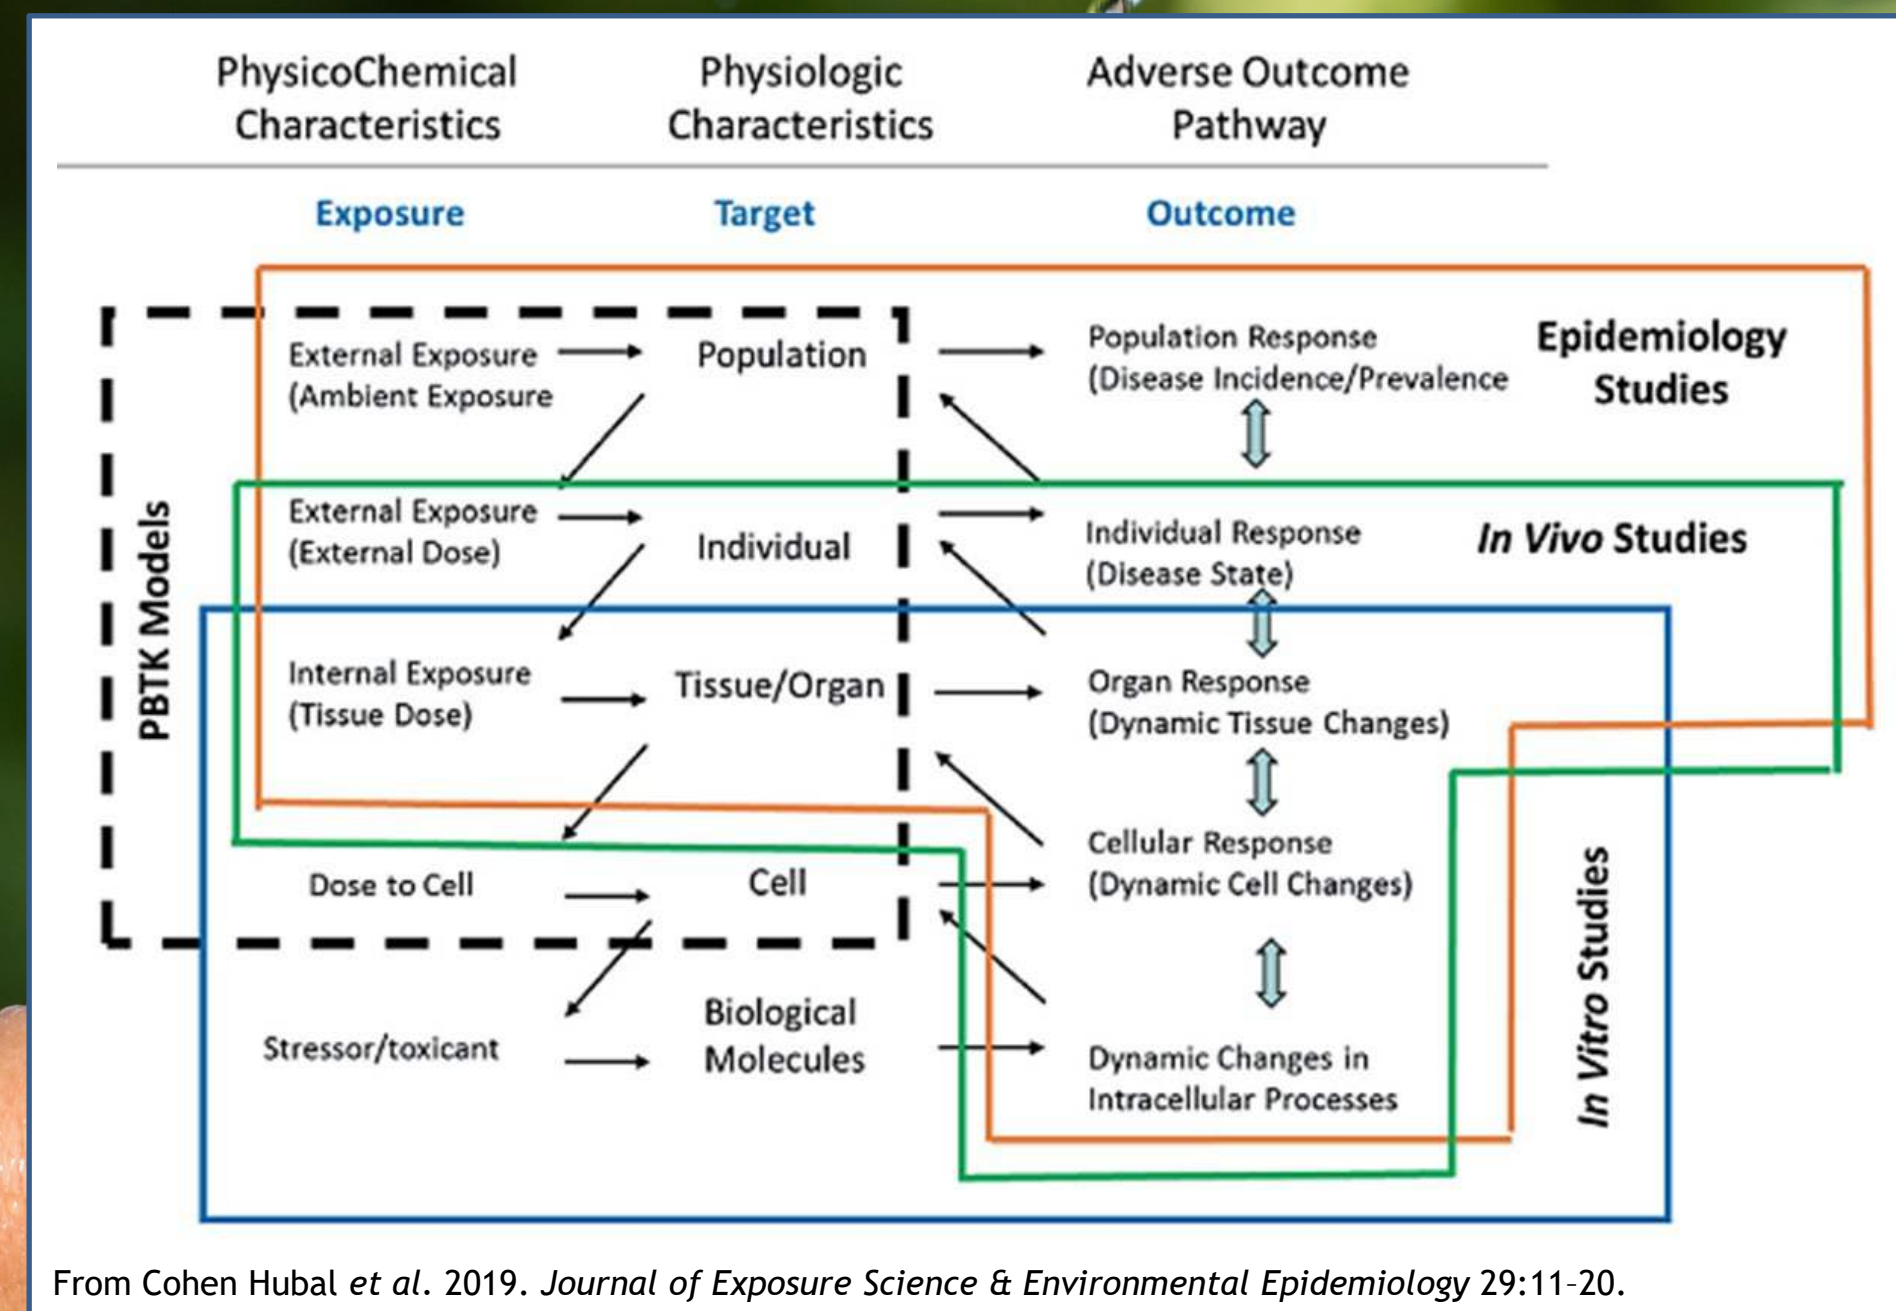 PhysicoChemical
Characteristics
Physiologic
Characteristics
Adverse Outcome
Pathway
Exposure
Target
Outcome
External Exposure
(Ambient Exposure
Population
Population Response
(Disease Incidence/Prevalence
Epidemiology
Studies
PBTK Models
External Exposure
(External Dose)
Individual
Individual Response
(Disease State)
In Vivo Studies
Internal Exposure
(Tissue Dose)
Tissue/Organ
Organ Response
(Dynamic Tissue Changes)
Dose to Cell
Cell
Cellular Response
(Dynamic Cell Changes)
In Vitro Studies
Stressor/toxicant
Biological
Molecules
Dynamic Changes in
Intracellular Processes
From Cohen Hubal et al. 2019. Journal of Exposure Science & Environmental Epidemiology 29:11–20.